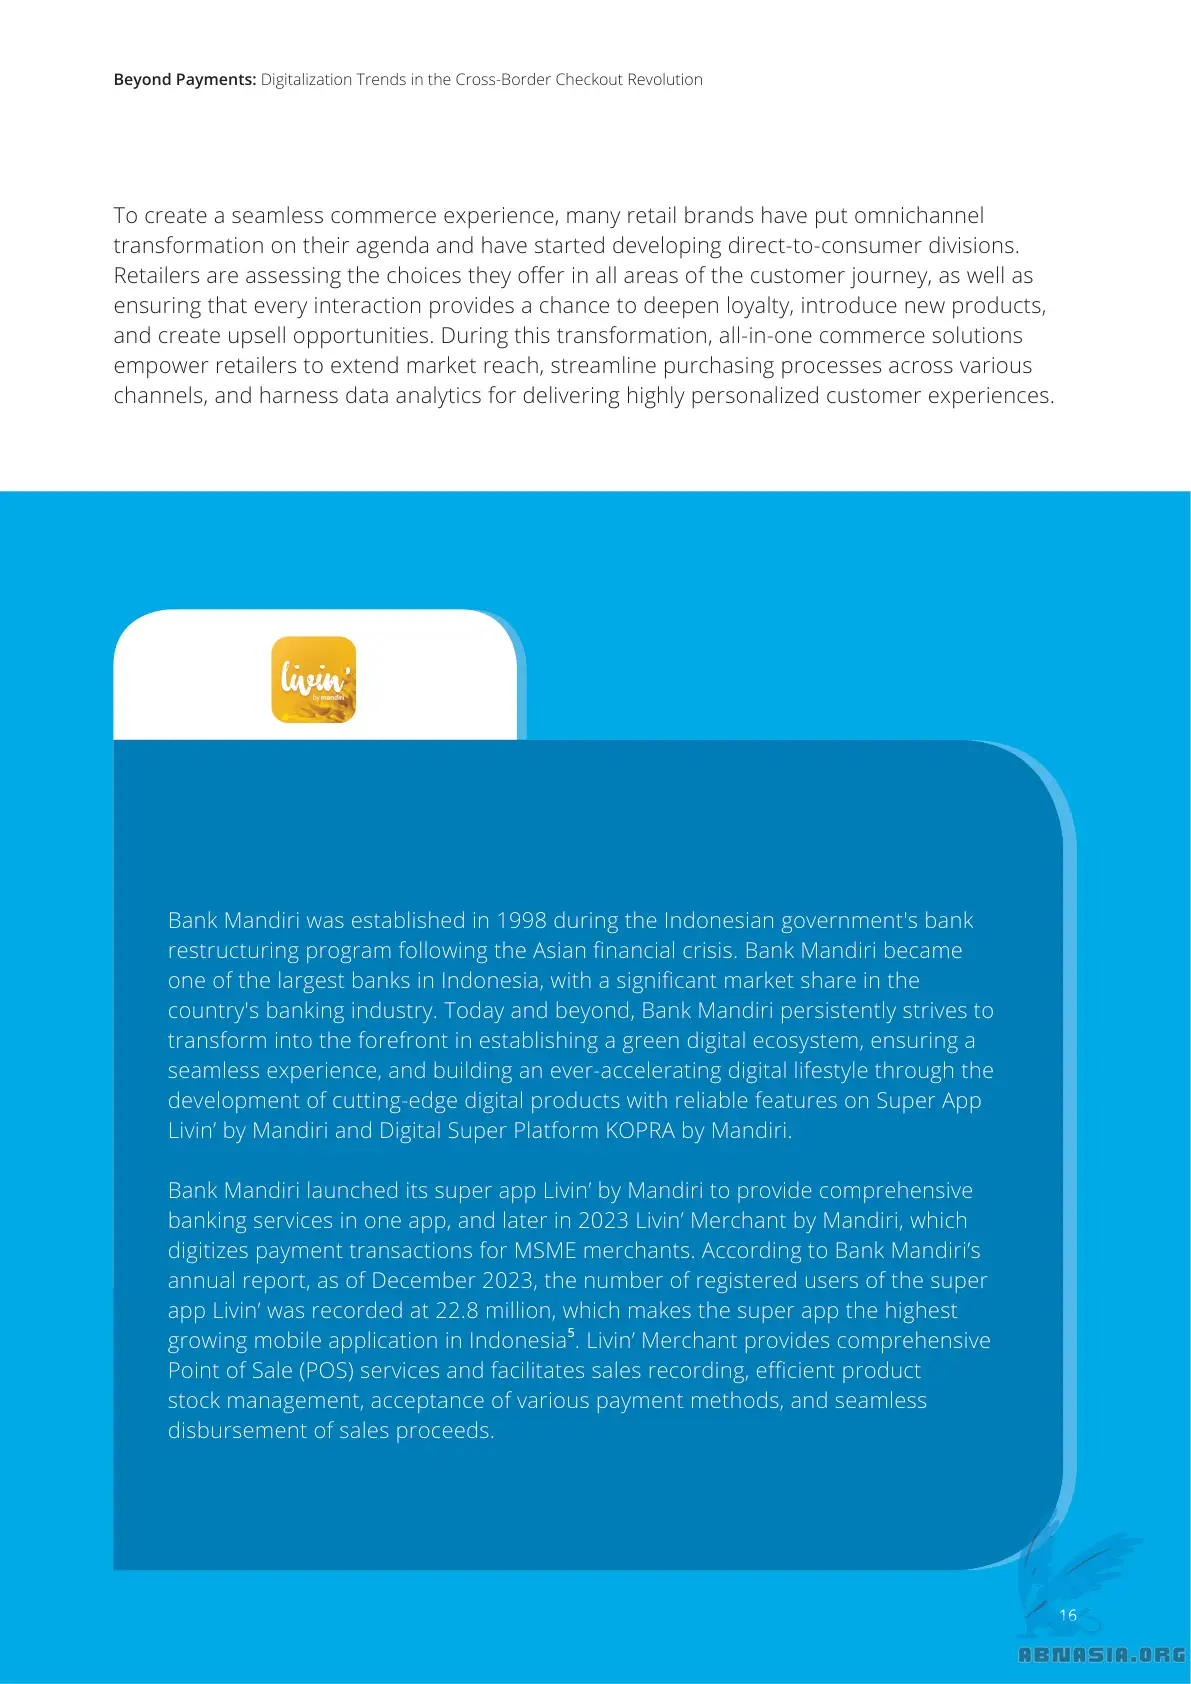 Beyond Payments: Digitalization Trends in the Cross-Border Checkout Revolution
To create a seamless commerce experience, many retail brands have put omnichannel
transformation on their agenda and have started developing direct-to-consumer divisions.
Retailers are assessing the choices they offer in all areas of the customer journey, as well as
ensuring that every interaction provides a chance to deepen loyalty, introduce new products,
and create upsell opportunities. During this transformation, all-in-one commerce solutions
empower retailers to extend market reach, streamline purchasing processes across various
channels, and harness data analytics for delivering highly personalized customer experiences.
livin'
by mandiri
Bank Mandiri was established in 1998 during the Indonesian government's bank
restructuring program following the Asian financial crisis. Bank Mandiri became
one of the largest banks in Indonesia, with a significant market share in the
country's banking industry. Today and beyond, Bank Mandiri persistently strives to
transform into the forefront in establishing a green digital ecosystem, ensuring a
seamless experience, and building an ever-accelerating digital lifestyle through the
development of cutting-edge digital products with reliable features on Super App
Livin’ by Mandiri and Digital Super Platform KOPRA by Mandiri.
Bank Mandiri launched its super app Livin’ by Mandiri to provide comprehensive
banking services in one app, and later in 2023 Livin’ Merchant by Mandiri, which
digitizes payment transactions for MSME merchants. According to Bank Mandiri’s
annual report, as of December 2023, the number of registered users of the super
app Livin’ was recorded at 22.8 million, which makes the super app the highest
growing mobile application in Indonesia⁵. Livin’ Merchant provides comprehensive
Point of Sale (POS) services and facilitates sales recording, efficient product
stock management, acceptance of various payment methods, and seamless
disbursement of sales proceeds.
16
ABNASIA.ORG